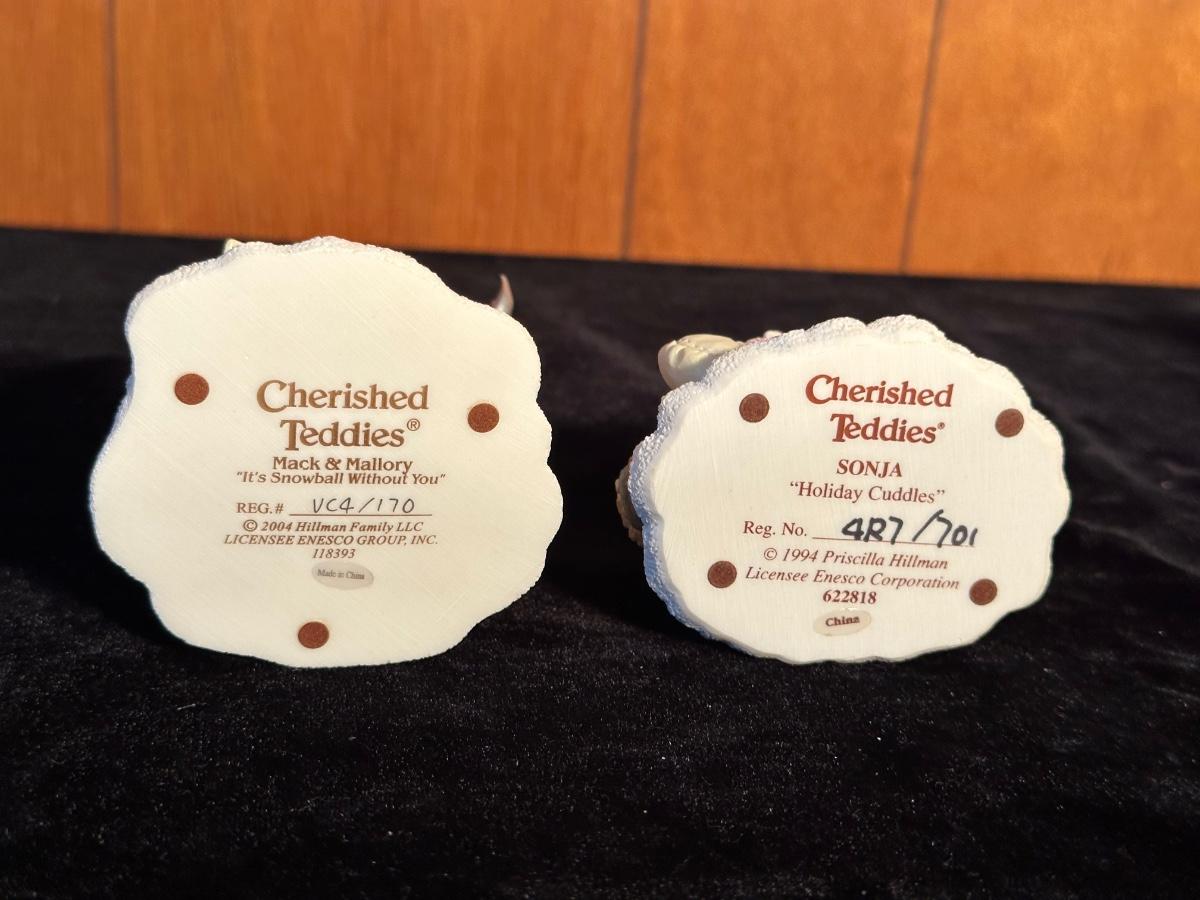 Cherished
Teddies®
Mack & Mallory
"It's Snowball Without You"
REG.# VC4/170
© 2004 Hillman Family LLC
LICENSEE ENESCO GROUP, INC.
118393
Made in China
Cherished
Teddies®
SONJA
“Holiday Cuddles”
Reg. No. 4R7/701
© 1994 Priscilla Hillman
Licensee Enesco Corporation
622818
China